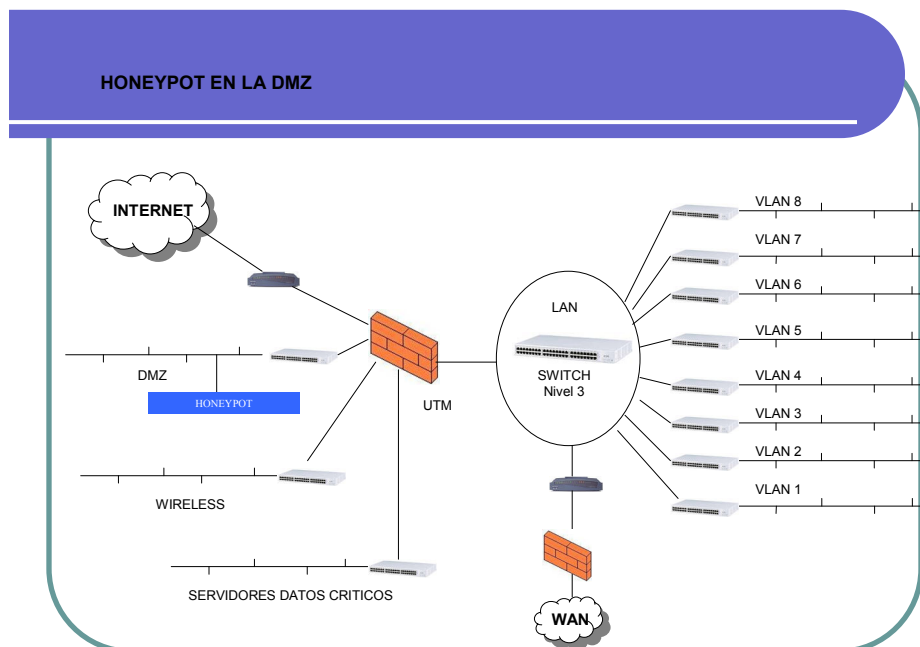 HONEYPOT EN LA DMZ
INTERNET
DMZ
HONEYPOT
WIRELESS
SERVIDORES DATOS CRITICOS
UTM
LAN
SWITCH
Nivel 3
WAN
VLAN 8
VLAN 7
VLAN 6
VLAN 5
VLAN 4
VLAN 3
VLAN 2
VLAN 1